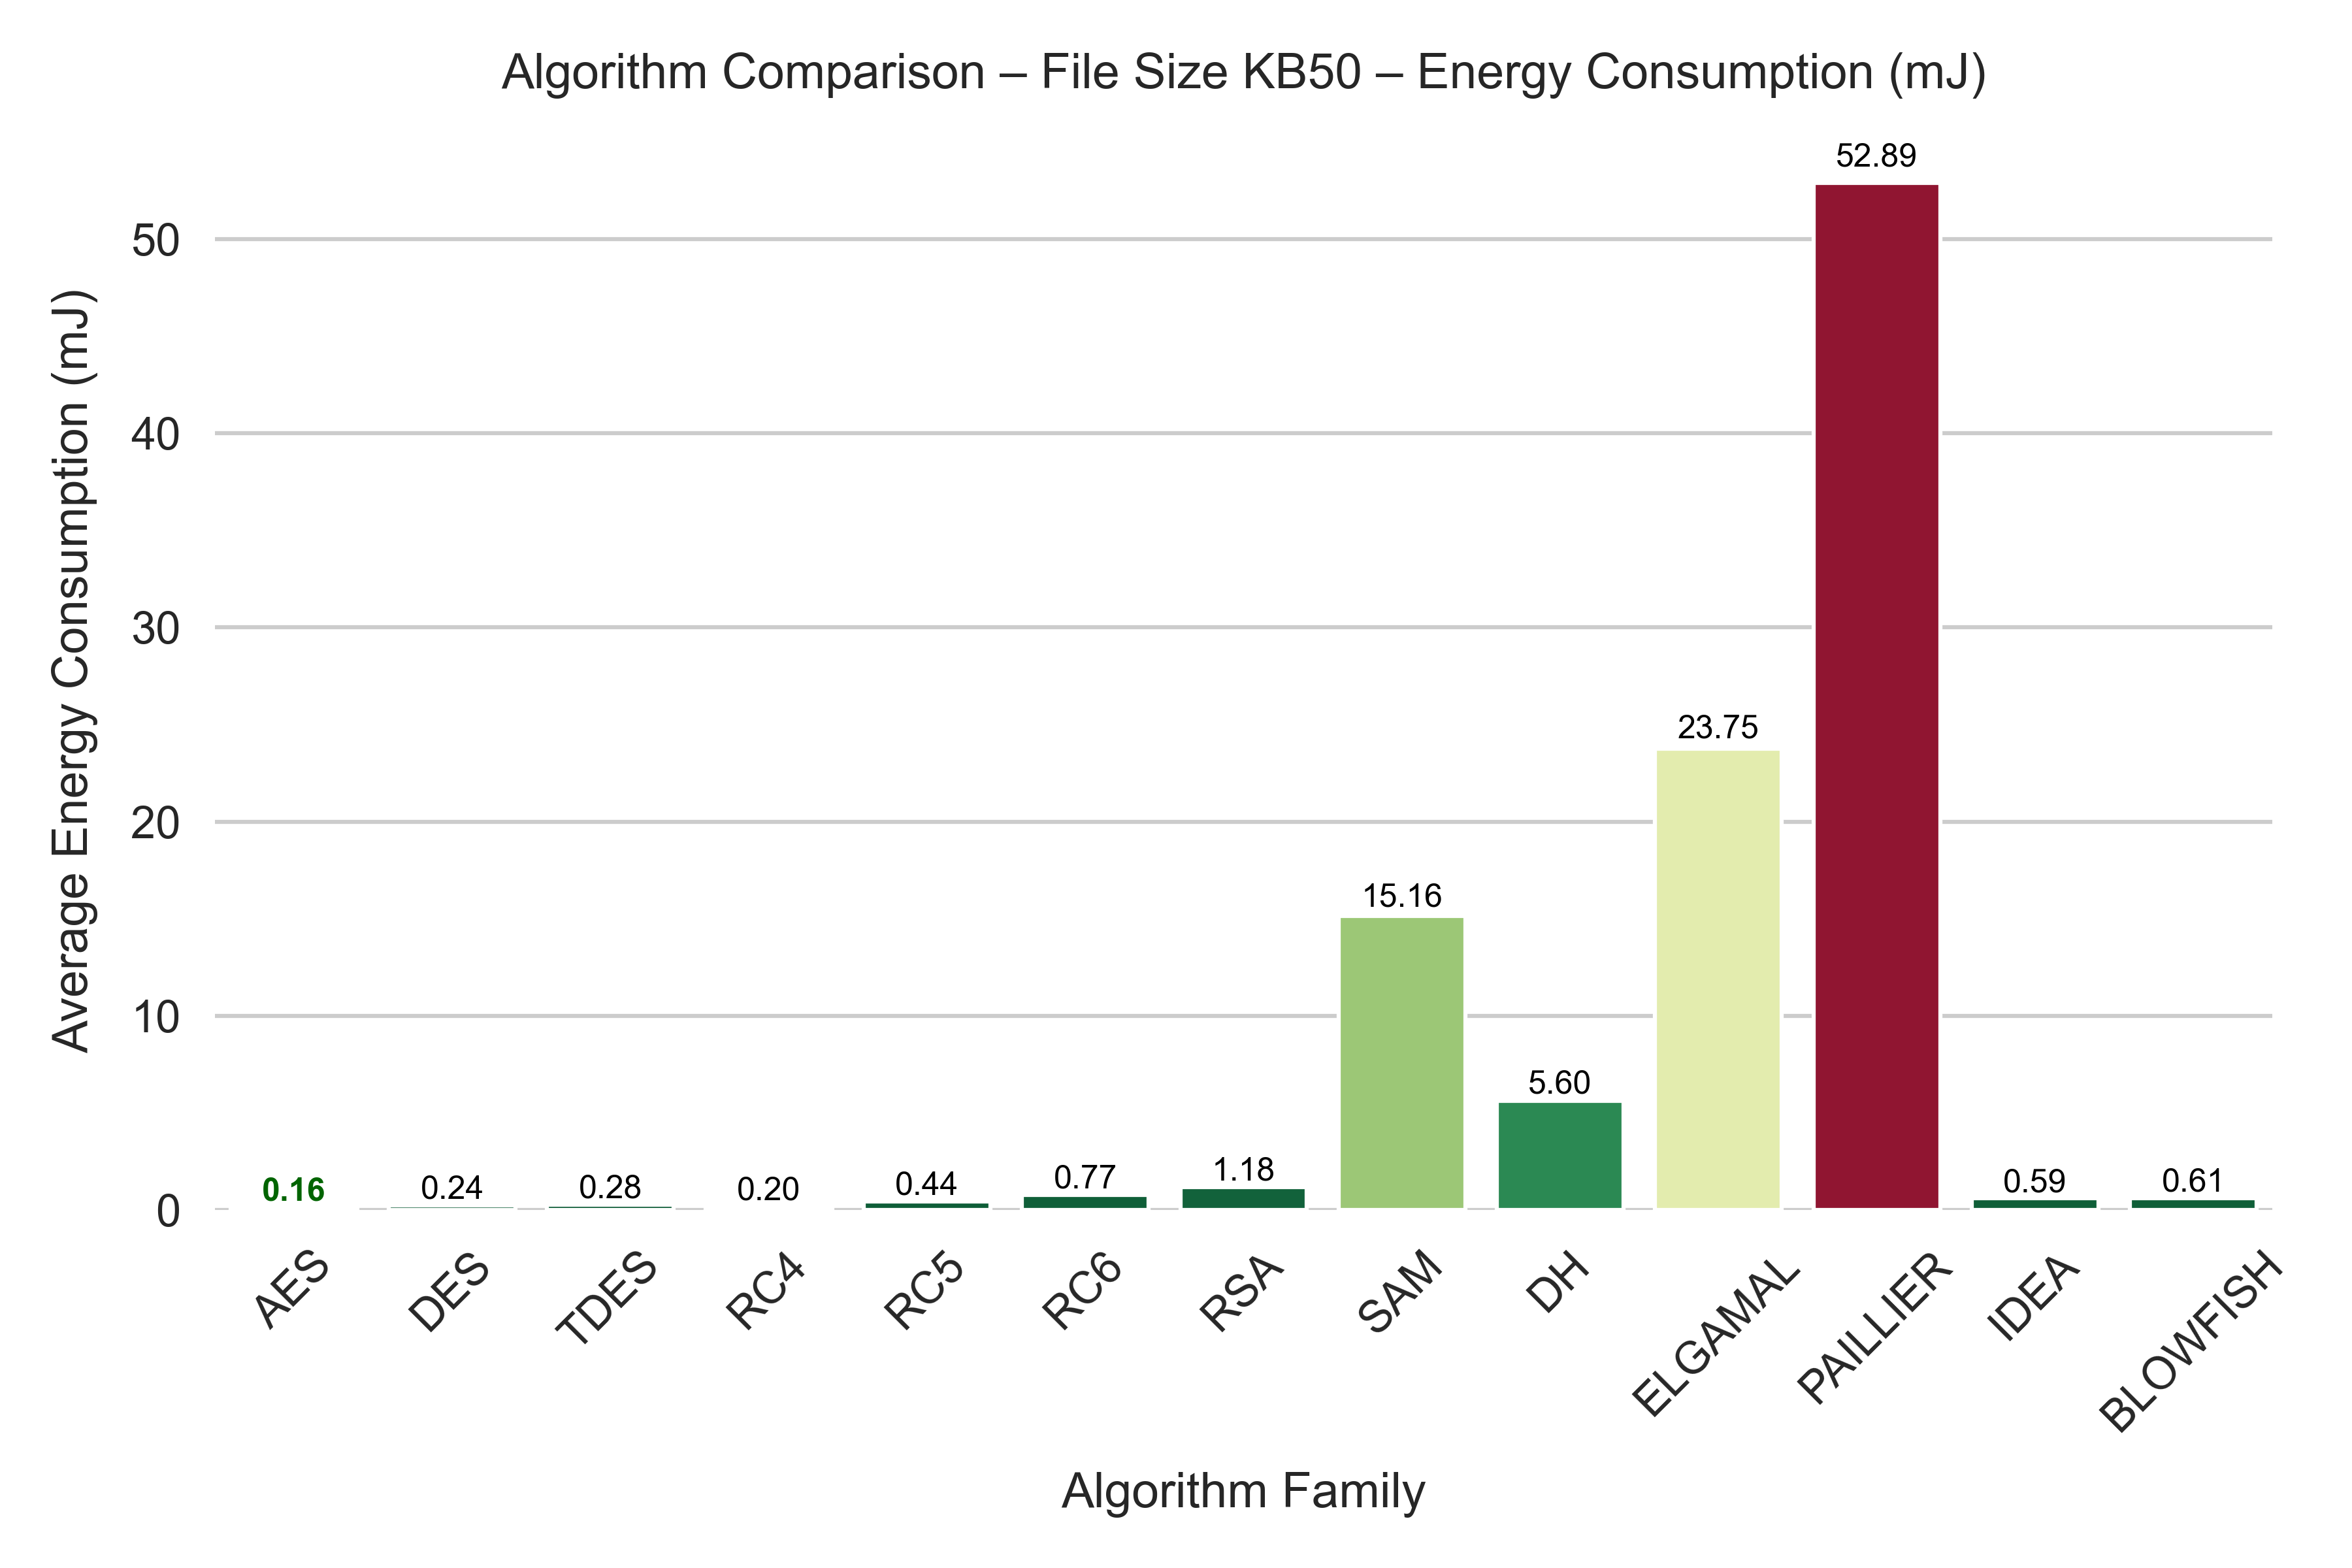 Algorithm Comparison – File Size KB50 – Energy Consumption (mJ)
Average Energy Consumption (mJ)
50
40
30
20
10
0
0.16
0.24
0.28
0.20
0.44
0.77
1.18
15.16
5.60
23.75
52.89
0.59
0.61
AES
DES
TDES
RC4
RC5
RC6
RSA
SAM
DH
ELGAMAL
PAILLIER
IDEA
BLOWFISH
Algorithm Family